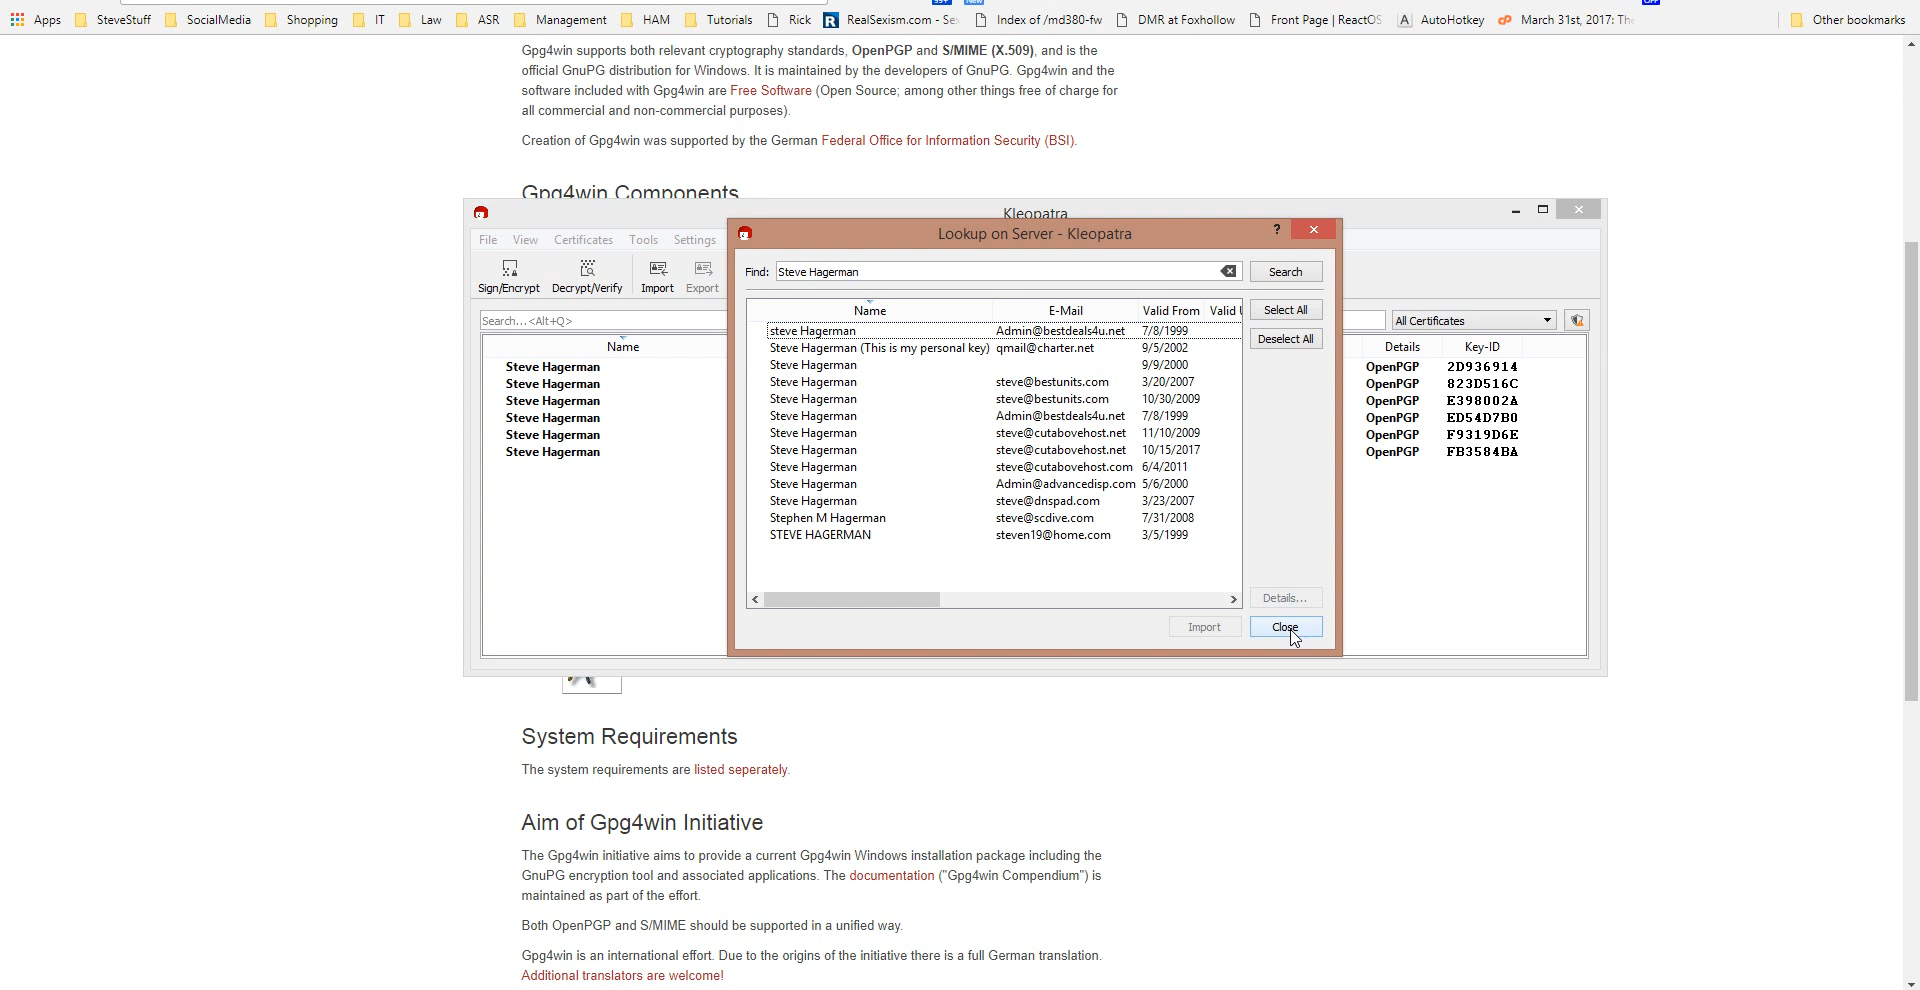 Apps SteveStuff SocialMedia Shopping IT Law ASR Management HAM Tutorials Rick RealSexism.com - Se Index of /md380-fw DMR at Foxhollow Front Page | ReactOS AutoHotkey March 31st, 2017: The Other bookmarks
Gpg4win supports both relevant cryptography standards, OpenPGP and S/MIME (X.509), and is the
official GnuPG distribution for Windows. It is maintained by the developers of GnuPG. Gpg4win and the
software included with Gpg4win are Free Software (Open Source; among other things free of charge for
all commercial and non-commercial purposes).
Creation of Gpg4win was supported by the German Federal Office for Information Security (BSI).
Gpg4win Components
Kleopatra
File View Certificates Tools Settings
Sign/Encrypt Decrypt/Verify Import Export
Search... <Alt+Q>
All Certificates
Name Details Key-ID
Steve Hagerman OpenPGP 2D936914
Steve Hagerman OpenPGP 823D516C
Steve Hagerman OpenPGP E398002A
Steve Hagerman OpenPGP ED54D7B0
Steve Hagerman OpenPGP F9319D6E
Steve Hagerman OpenPGP FB3584BA
Lookup on Server - Kleopatra
?
Find: Steve Hagerman Search
Name E-Mail Valid From Valid U
Select All
Deselect All
steve Hagerman Admin@bestdeals4u.net 7/8/1999
Steve Hagerman (This is my personal key) qmail@charter.net 9/5/2002
Steve Hagerman 9/9/2000
Steve Hagerman steve@bestunits.com 3/20/2007
Steve Hagerman steve@bestunits.com 10/30/2009
Steve Hagerman Admin@bestdeals4u.net 7/8/1999
Steve Hagerman steve@cutabovehost.net 11/10/2009
Steve Hagerman steve@cutabovehost.net 10/15/2017
Steve Hagerman steve@cutabovehost.com 6/4/2011
Steve Hagerman Admin@advancedisp.com 5/6/2000
Steve Hagerman steve@dnspad.com 3/23/2007
Stephen M Hagerman steve@scdive.com 7/31/2008
STEVE HAGERMAN steven19@home.com 3/5/1999
Details...
Import Close
System Requirements
The system requirements are listed seperately.
Aim of Gpg4win Initiative
The Gpg4win initiative aims to provide a current Gpg4win Windows installation package including the
GnuPG encryption tool and associated applications. The documentation ("Gpg4win Compendium") is
maintained as part of the effort.
Both OpenPGP and S/MIME should be supported in a unified way.
Gpg4win is an international effort. Due to the origins of the initiative there is a full German translation.
Additional translators are welcome!